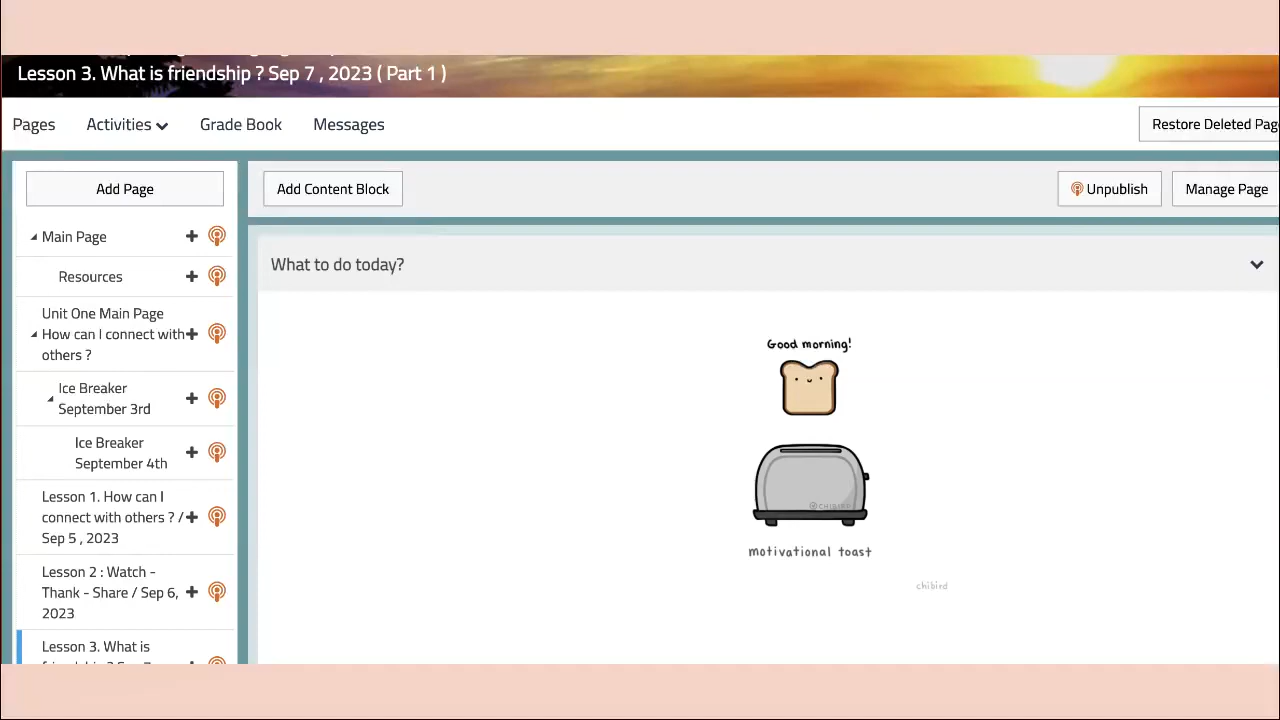 Lesson 3. What is friendship ? Sep 7 , 2023 ( Part 1 )
Pages Activities Grade Book Messages
Restore Deleted Pag
Add Page
Main Page
Resources
Unit One Main Page
How can I connect with
others ?
Ice Breaker
September 3rd
Ice Breaker
September 4th
Lesson 1. How can I
connect with others ? /
Sep 5 , 2023
Lesson 2 : Watch -
Thank - Share / Sep 6,
2023
Lesson 3. What is
Add Content Block
Unpublish
Manage Page
What to do today?
Good morning!
@CHIBIRD
motivational toast
chibird